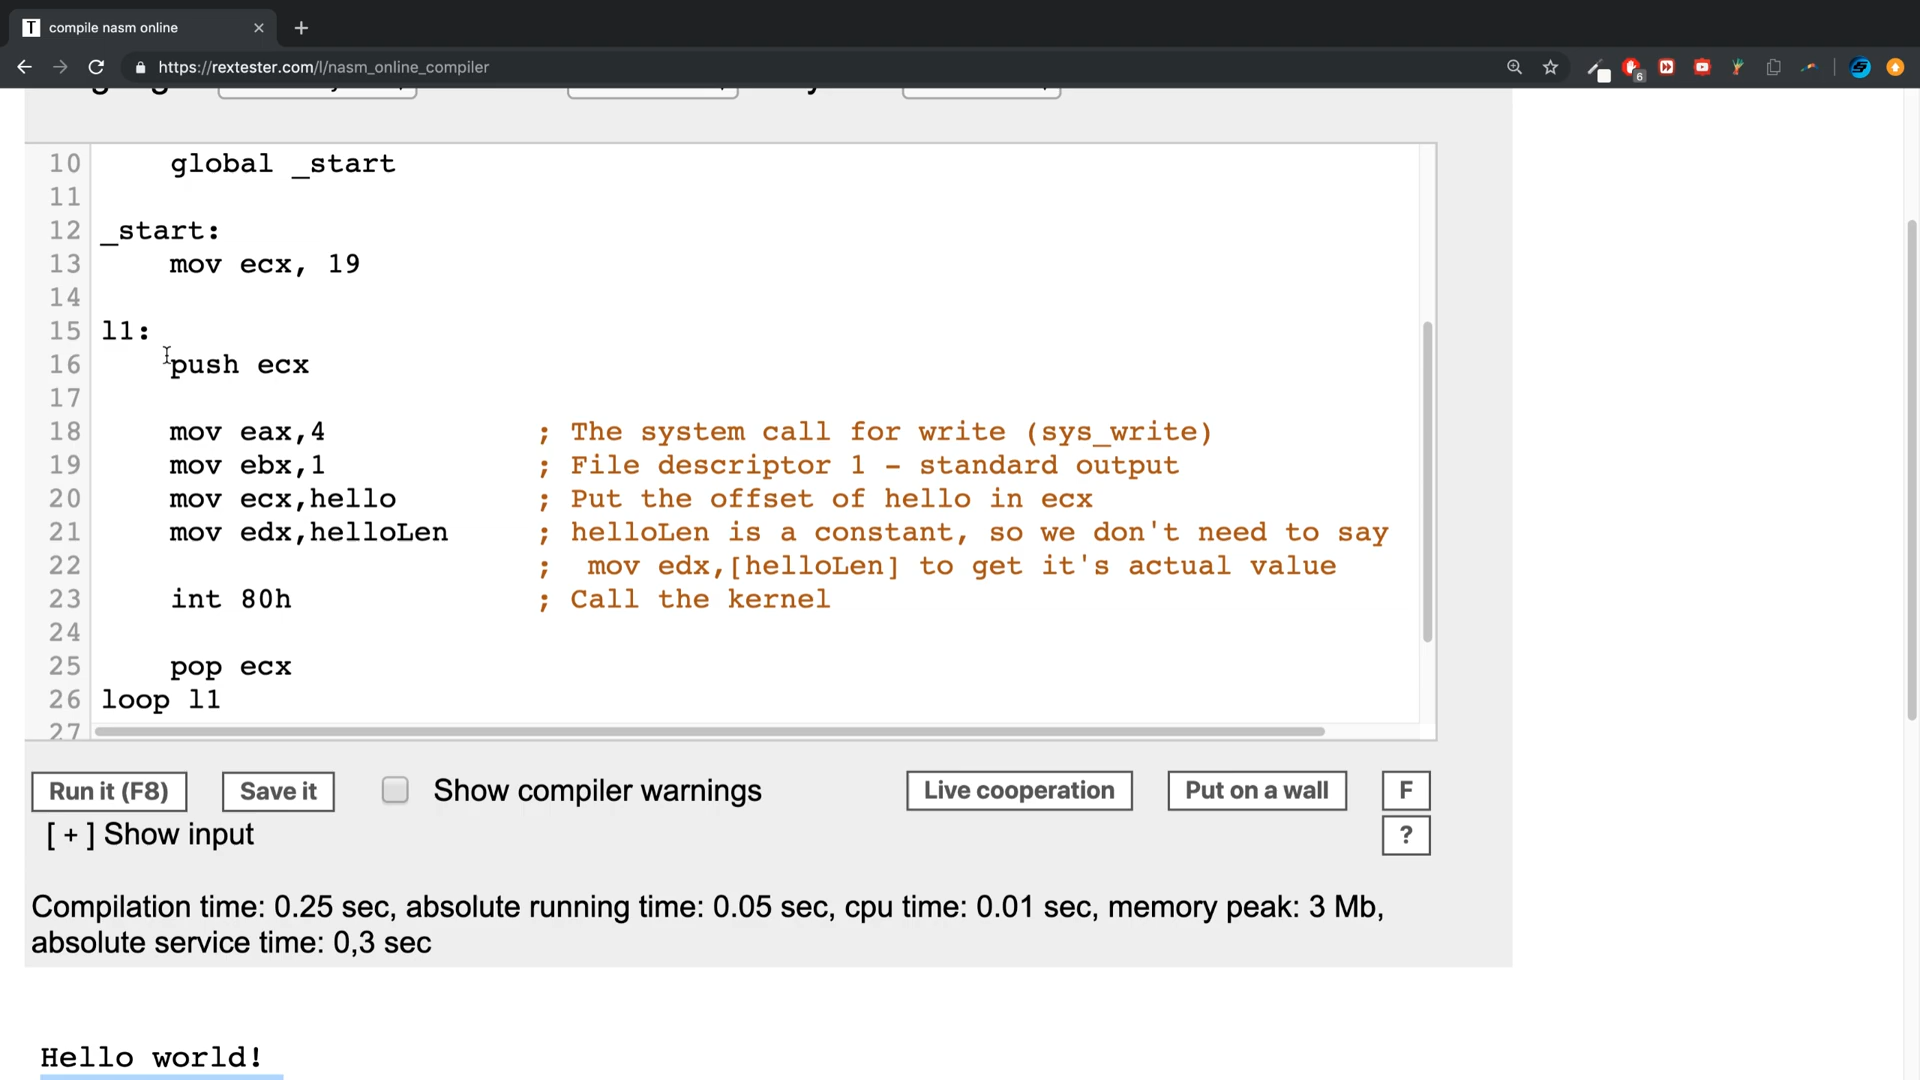 T compile nasm online
https://rextester.com/l/nasm_online_compiler
6
10 global _start
11
12 _start:
13 mov ecx, 19
14
15 l1:
16 push ecx
17
18 mov eax,4 ; The system call for write (sys_write)
19 mov ebx,1 ; File descriptor 1 - standard output
20 mov ecx,hello ; Put the offset of hello in ecx
21 mov edx,helloLen ; helloLen is a constant, so we don't need to say
22 ; mov edx,[helloLen] to get it's actual value
23 int 80h ; Call the kernel
24
25 pop ecx
26 loop l1
27
Run it (F8) Save it Show compiler warnings Live cooperation Put on a wall F
[ + ] Show input ?
Compilation time: 0.25 sec, absolute running time: 0.05 sec, cpu time: 0.01 sec, memory peak: 3 Mb,
absolute service time: 0,3 sec
Hello world!